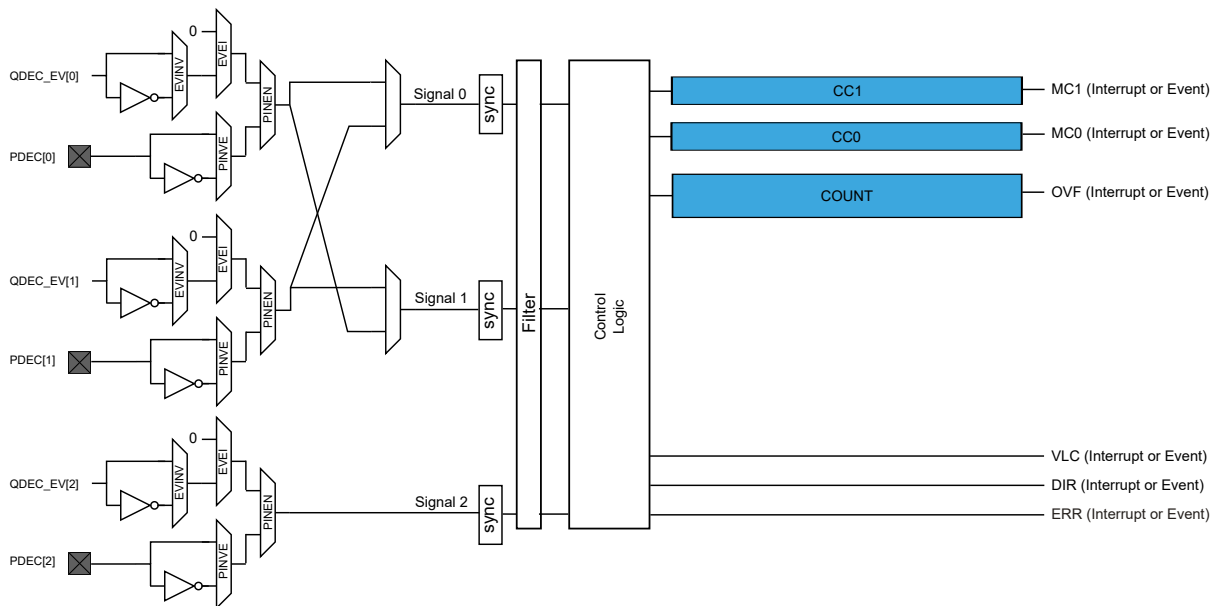 0
EVEI
QDEC_EV[0]
EVINV
PINEN
PDEC[0]
PINVE
Signal 0
sync
0
EVEI
QDEC_EV[1]
EVINV
PINEN
PDEC[1]
PINVE
Signal 1
sync
0
EVEI
QDEC_EV[2]
EVINV
PINEN
PDEC[2]
PINVE
Signal 2
sync
Filter
Control
Logic
CC1
MC1 (Interrupt or Event)
CC0
MC0 (Interrupt or Event)
COUNT
OVF (Interrupt or Event)
VLC (Interrupt or Event)
DIR (Interrupt or Event)
ERR (Interrupt or Event)